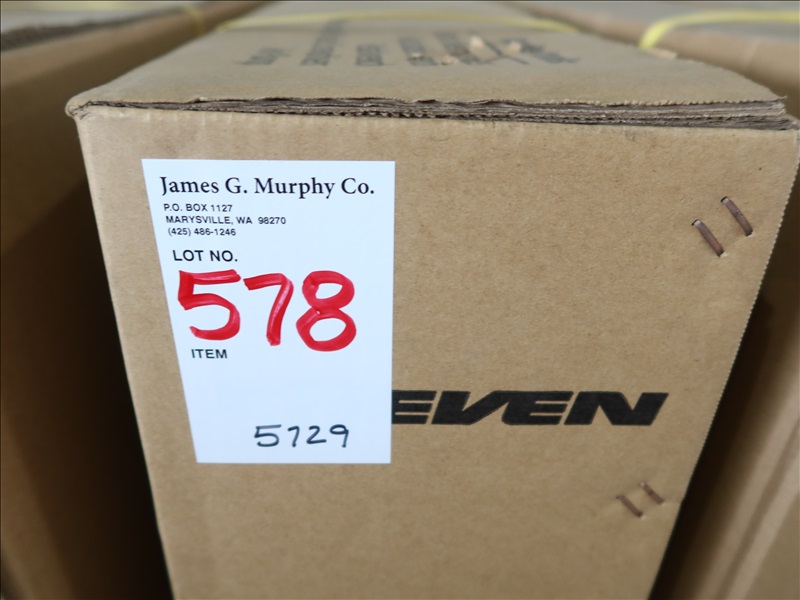 James G. Murphy Co.
P.O. BOX 1127
MARYSVILLE, WA 98270
(425) 486-1246
LOT NO.
578
ITEM
5729
EVEN